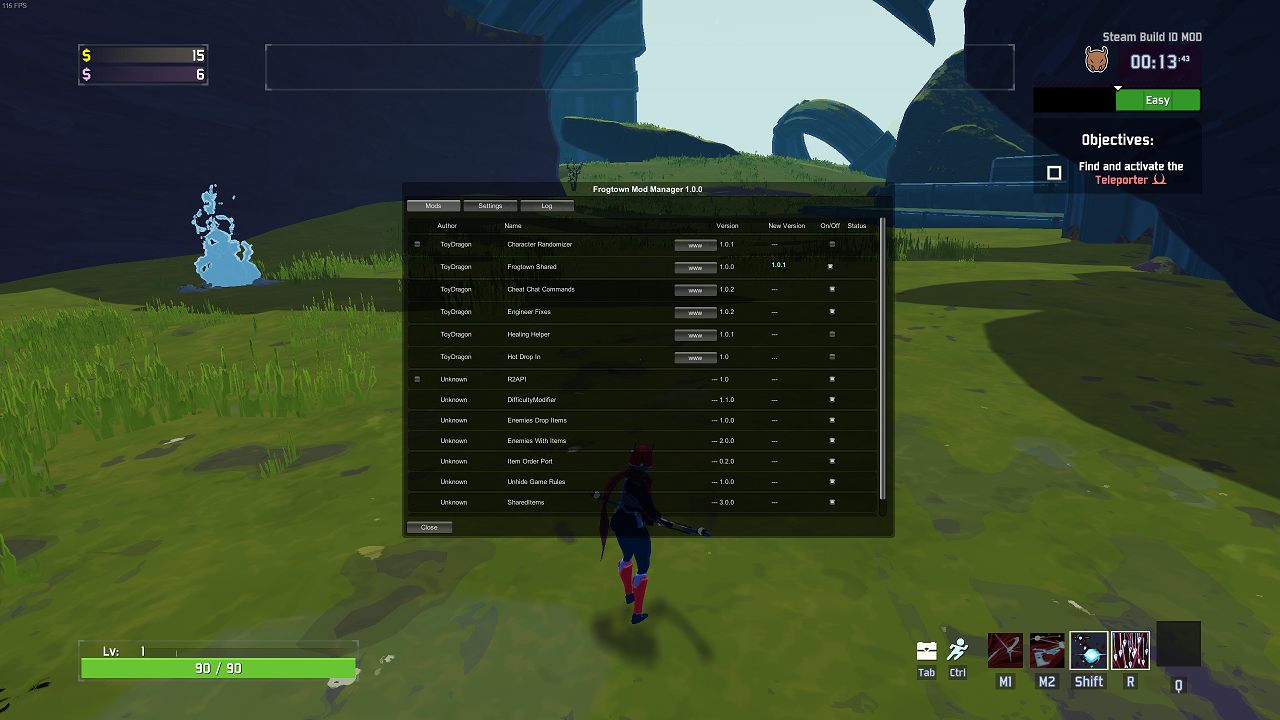 115 FPS
$ 15
$ 6
Steam Build ID MOD
00:13:43
Easy
Objectives:
Find and activate the
Teleporter
Frogtown Mod Manager 1.0.0
Mods Settings Log
Author Name Version New Version On/Off Status
ToyDragon Character Randomizer www 1.0.1 ---
ToyDragon Frogtown Shared www 1.0.0 1.0.1
ToyDragon Cheat Chat Commands www 1.0.2 ---
ToyDragon Engineer Fixes www 1.0.2 ---
ToyDragon Healing Helper www 1.0.1 ---
ToyDragon Hot Drop In www 1.0 ...
Unknown R2API --- 1.0 ---
Unknown DifficultyModifier --- 1.1.0 ---
Unknown Enemies Drop Items --- 1.0.0 ---
Unknown Enemies With Items --- 2.0.0 ---
Unknown Item Order Port --- 0.2.0 ---
Unknown Unhide Game Rules --- 1.0.0 ---
Unknown SharedItems --- 3.0.0 ---
Close
Lv: 1
90 / 90
Tab Ctrl M1 M2 Shift R Q